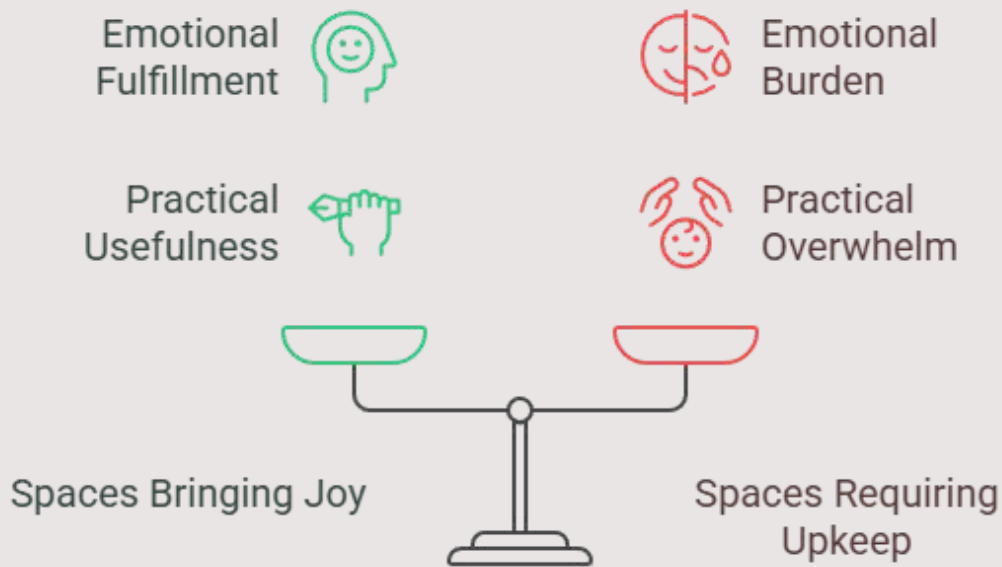 Emotional
Fulfillment
Emotional
Burden
Practical
Usefulness
Practical
Overwhelm
Spaces Bringing Joy
Spaces Requiring
Upkeep